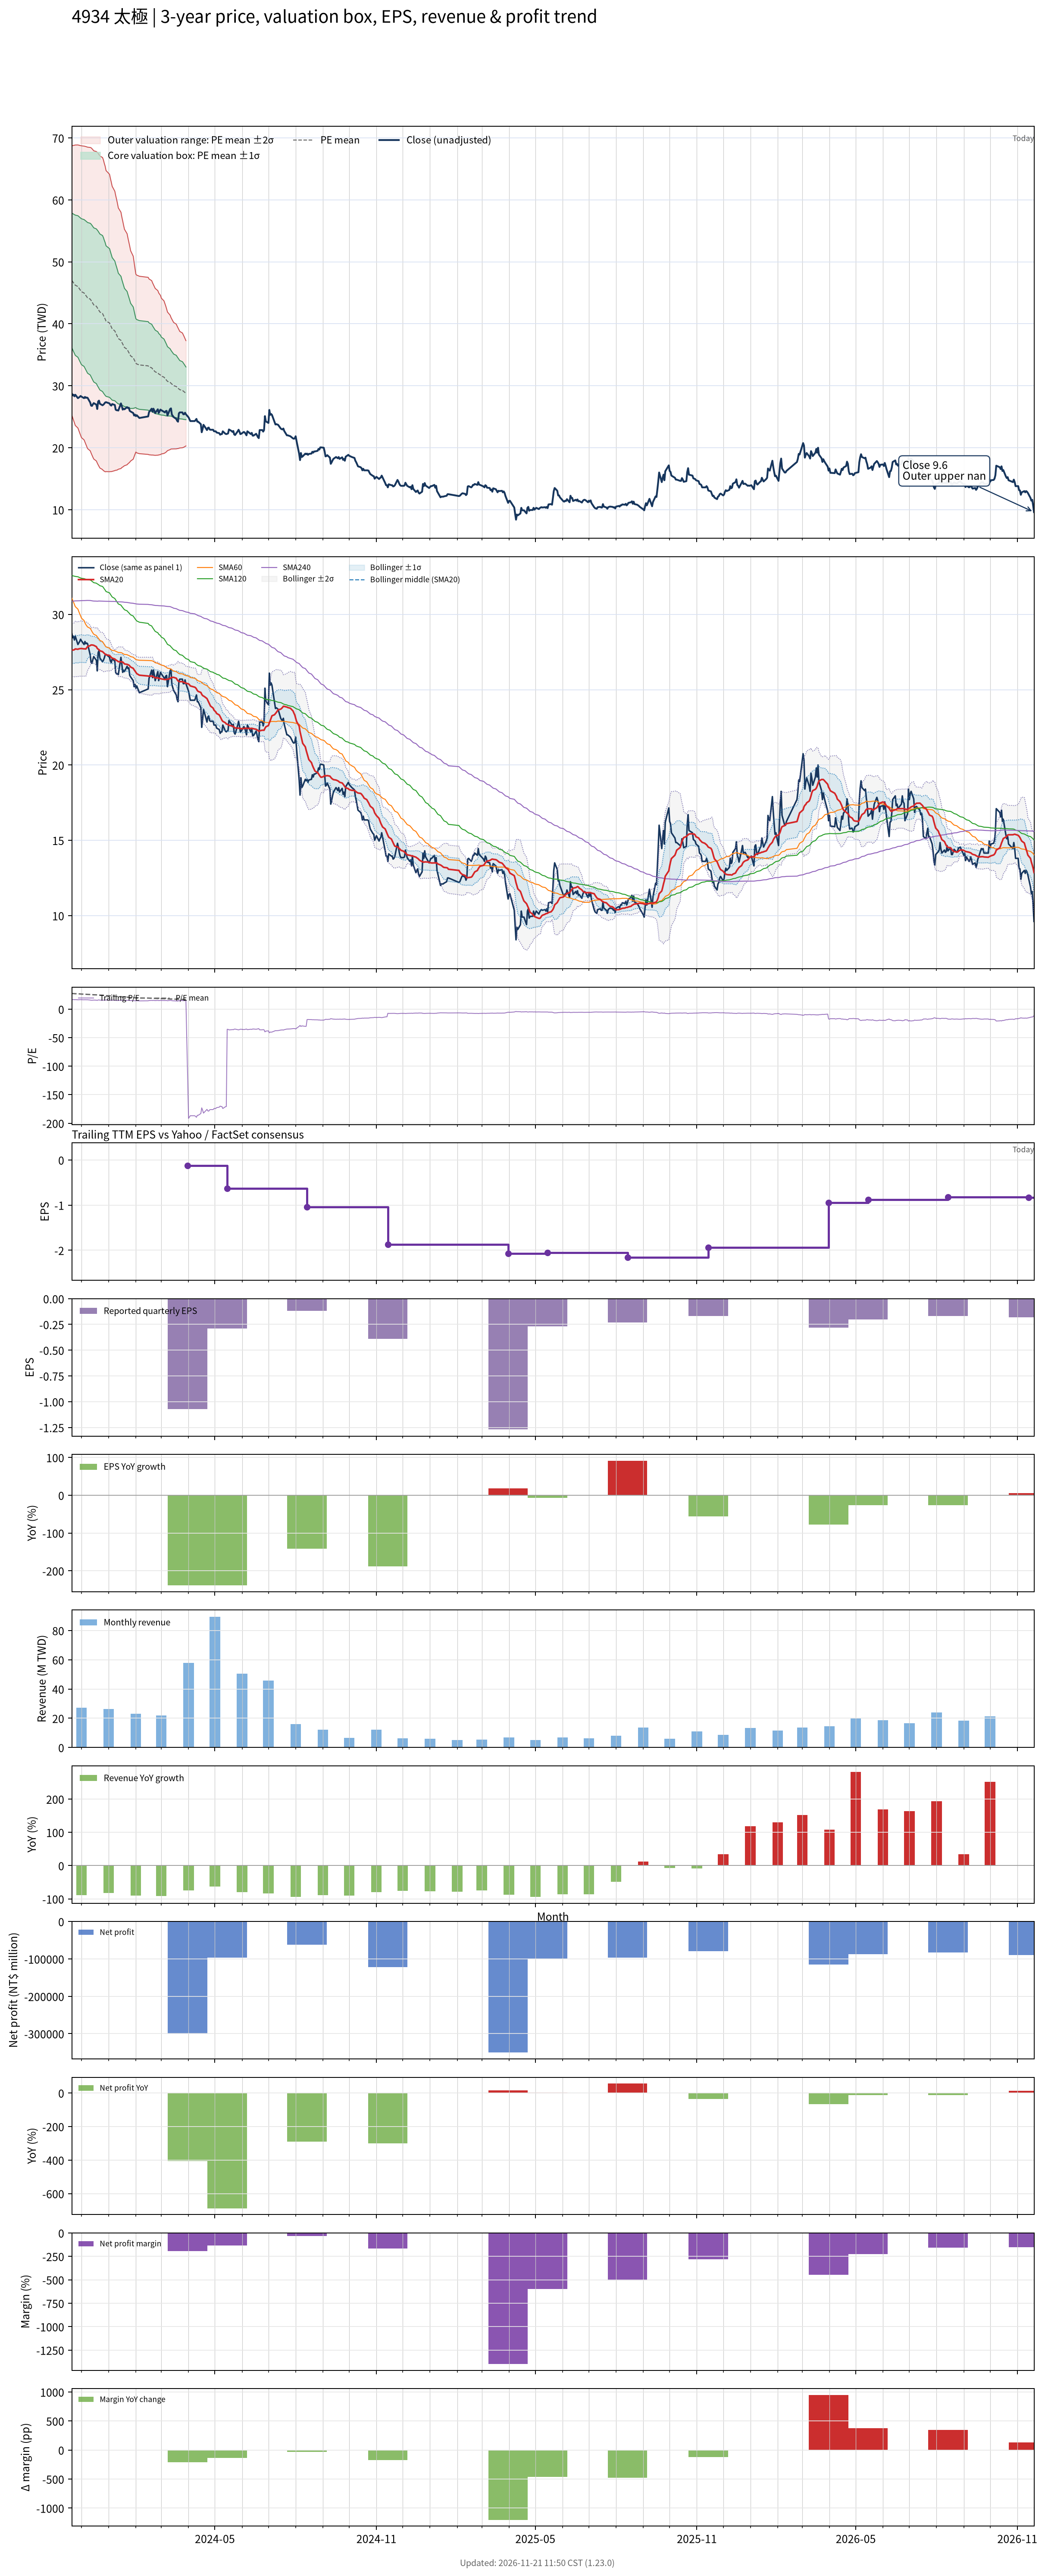 4934 太極 | 3-year price, valuation box, EPS, revenue & profit trend
Outer valuation range: PE mean ±2σ
Core valuation box: PE mean ±1σ
PE mean
Close (unadjusted)
Today
70
60
50
40
30
20
10
Price (TWD)
Close 9.6
Outer upper nan
Close (same as panel 1)
SMA20
SMA60
SMA120
SMA240
Bollinger ±2σ
Bollinger ±1σ
Bollinger middle (SMA20)
30
25
20
15
10
Price
Trailing P/E
P/E mean
0
-50
-100
-150
-200
P/E
Trailing TTM EPS vs Yahoo / FactSet consensus
Today
0
-1
-2
EPS
Reported quarterly EPS
0.00
-0.25
-0.50
-0.75
-1.00
-1.25
EPS
EPS YoY growth
100
0
-100
-200
YoY (%)
Monthly revenue
80
60
40
20
0
Revenue (M TWD)
Revenue YoY growth
200
100
0
-100
YoY (%)
Month
Net profit
0
-100000
-200000
-300000
Net profit (NT$ million)
Net profit YoY
0
-200
-400
-600
YoY (%)
Net profit margin
0
-250
-500
-750
-1000
-1250
Margin (%)
Margin YoY change
1000
500
0
-500
-1000
Δ margin (pp)
2024-05
2024-11
2025-05
2025-11
2026-05
2026-11
Updated: 2026-11-21 11:50 CST (1.23.0)